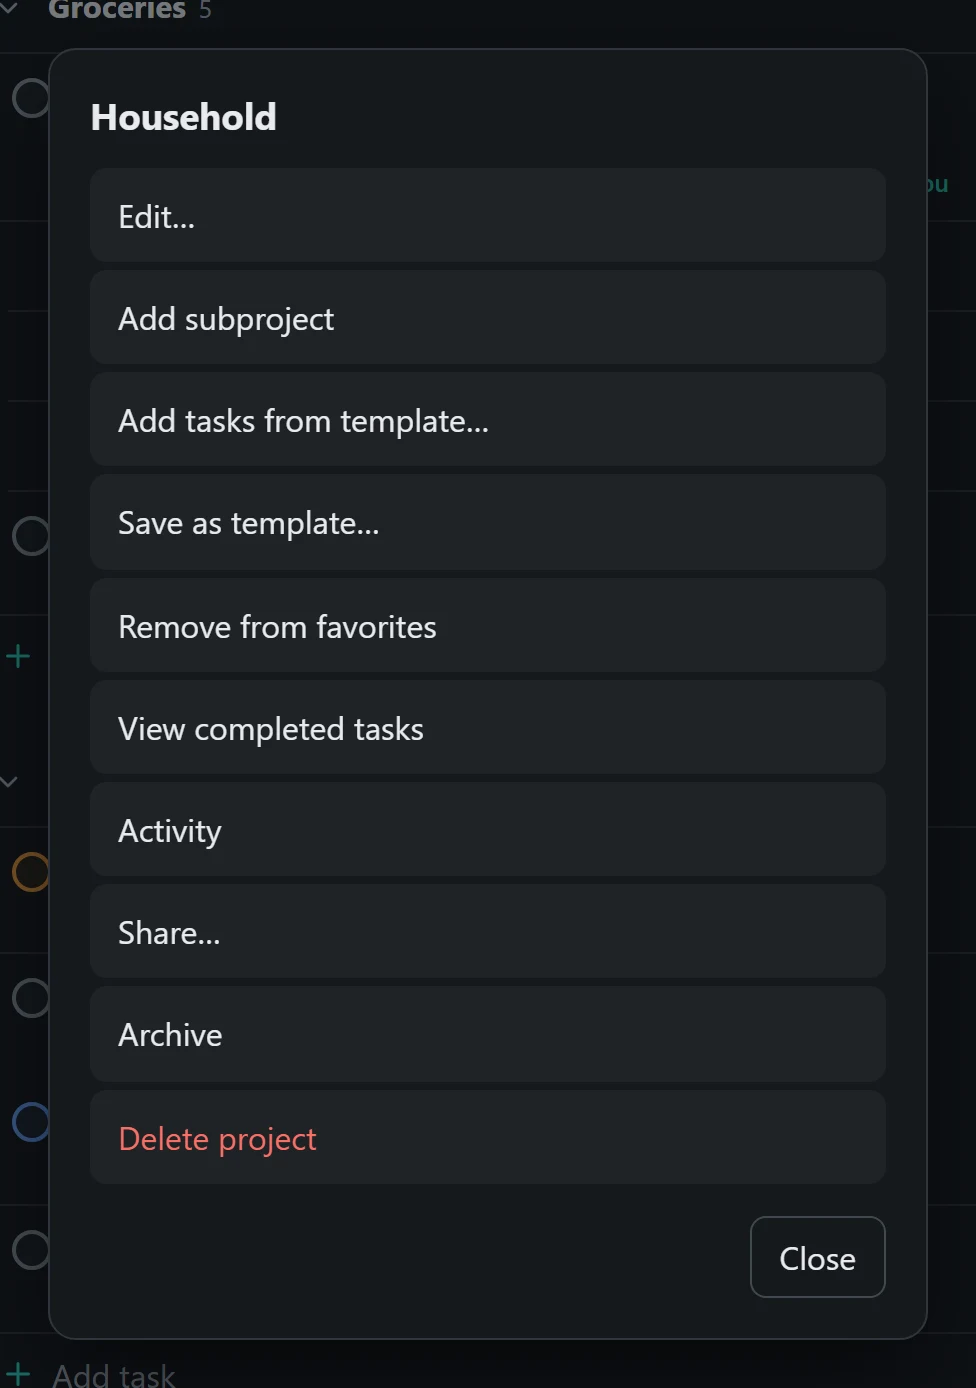 Groceries 5
Household
ou
Edit...
Add subproject
Add tasks from template...
Save as template...
Remove from favorites
View completed tasks
Activity
Share...
Archive
Delete project
Close
Add task